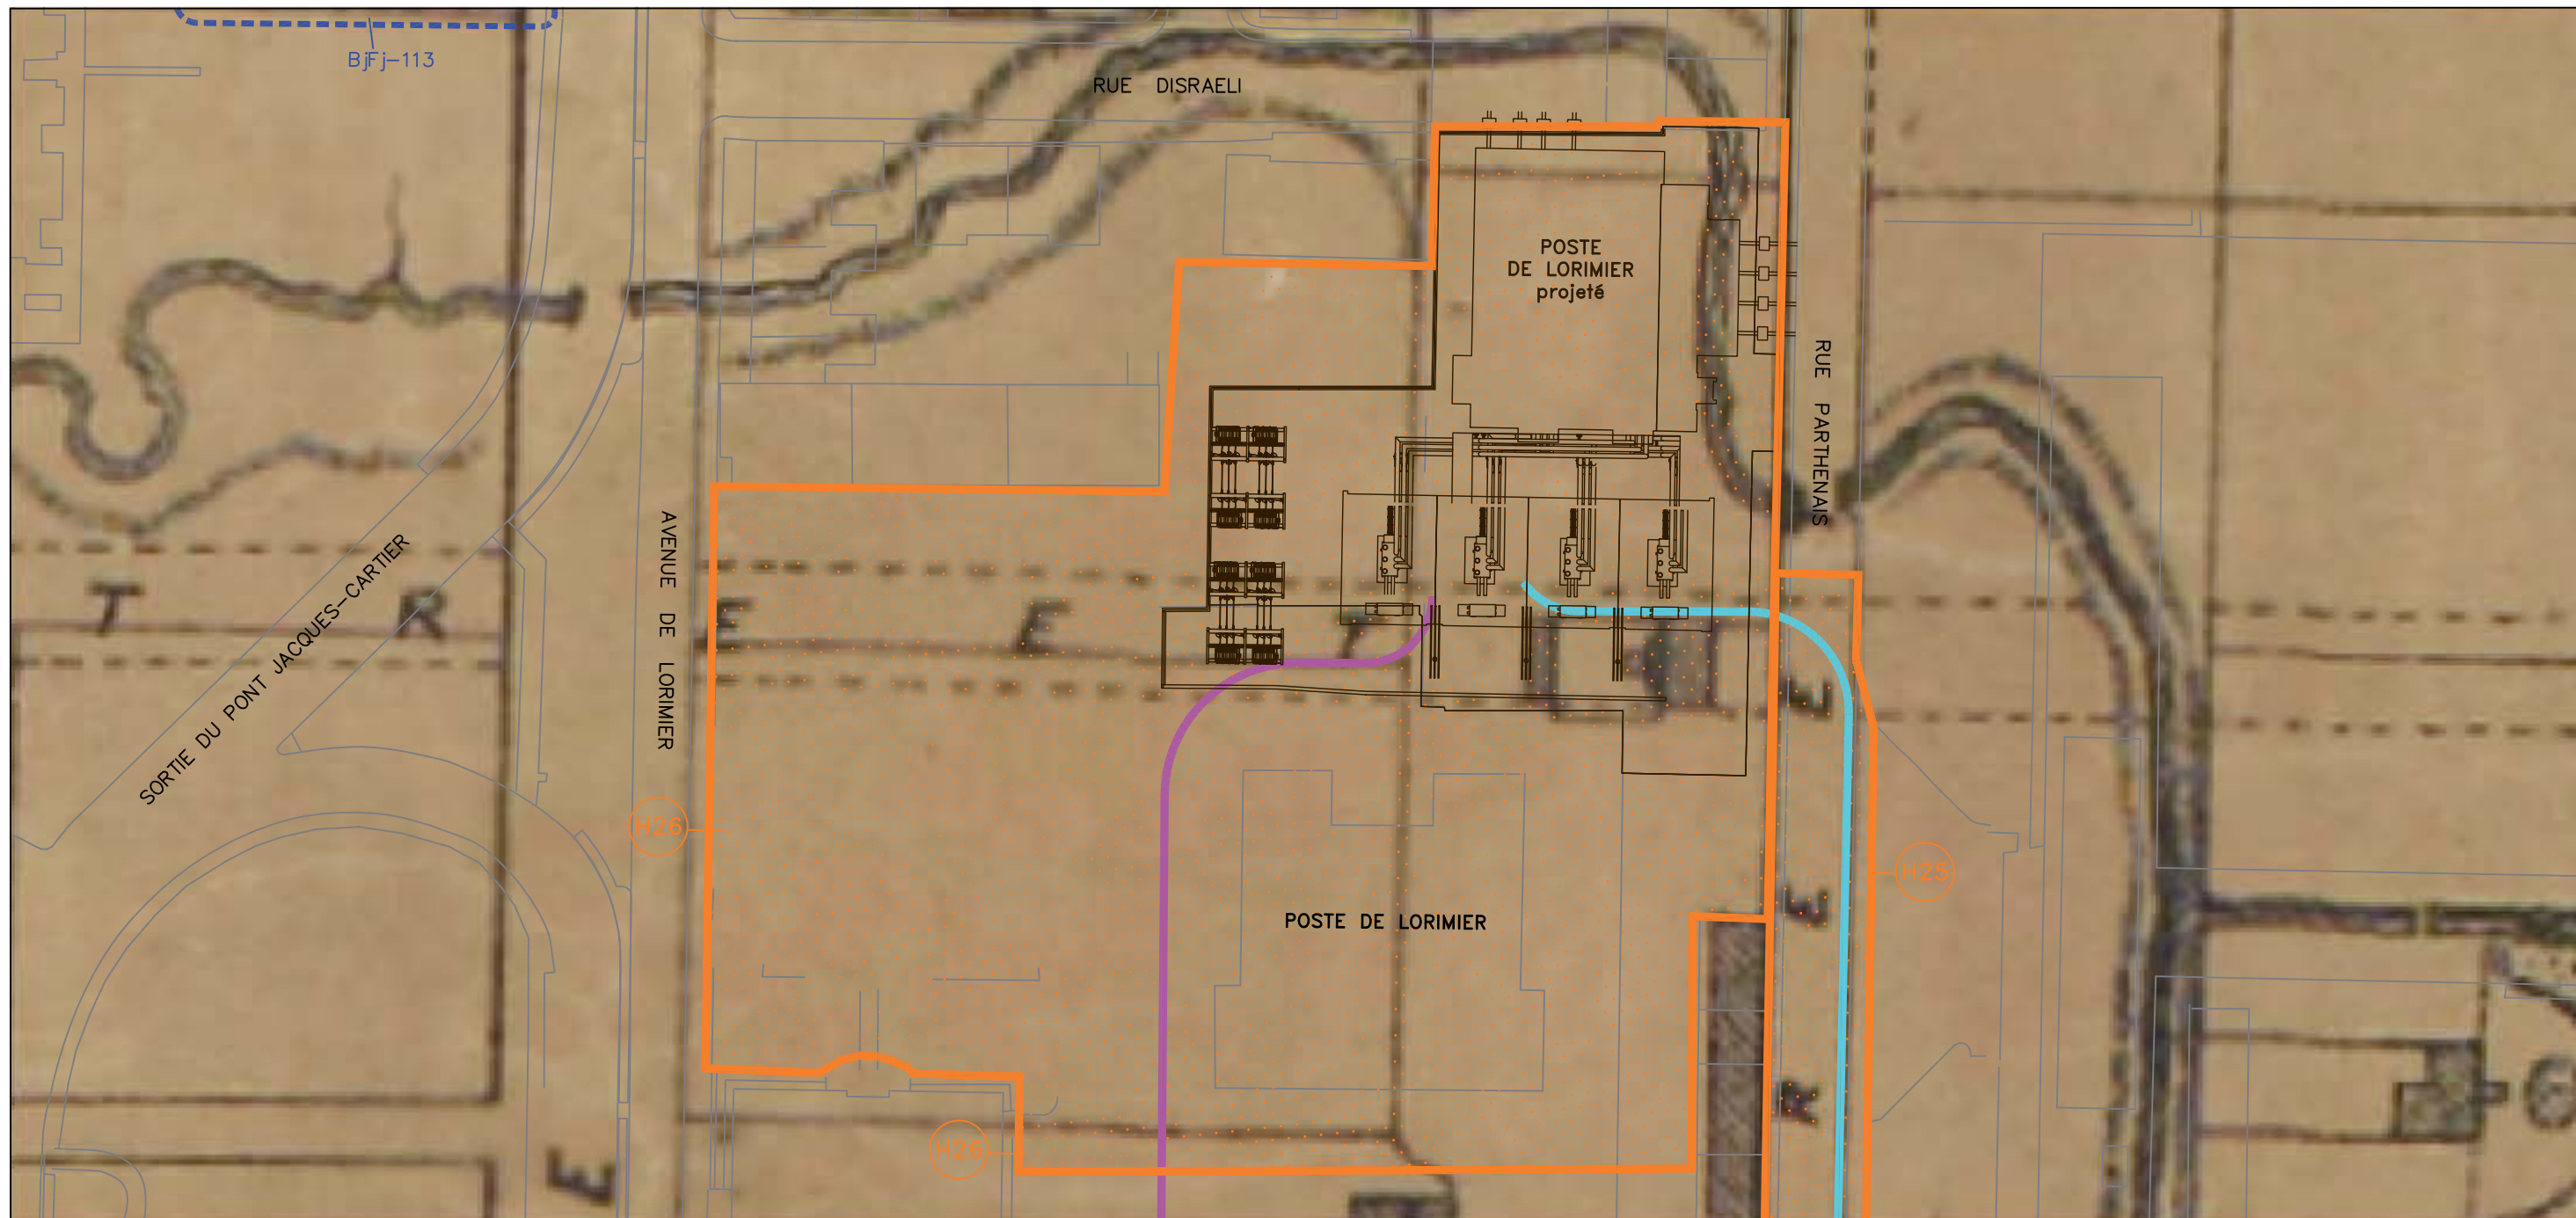 BjFj-113
RUE DISRAELI
POSTE
DE LORIMIER
projeté
RUE PARTHENAIS
AVENUE DE LORIMIER
SORTIE DU PONT JACQUES-CARTIER
T R E E T
E E R
E
H26
H25
POSTE DE LORIMIER
H26